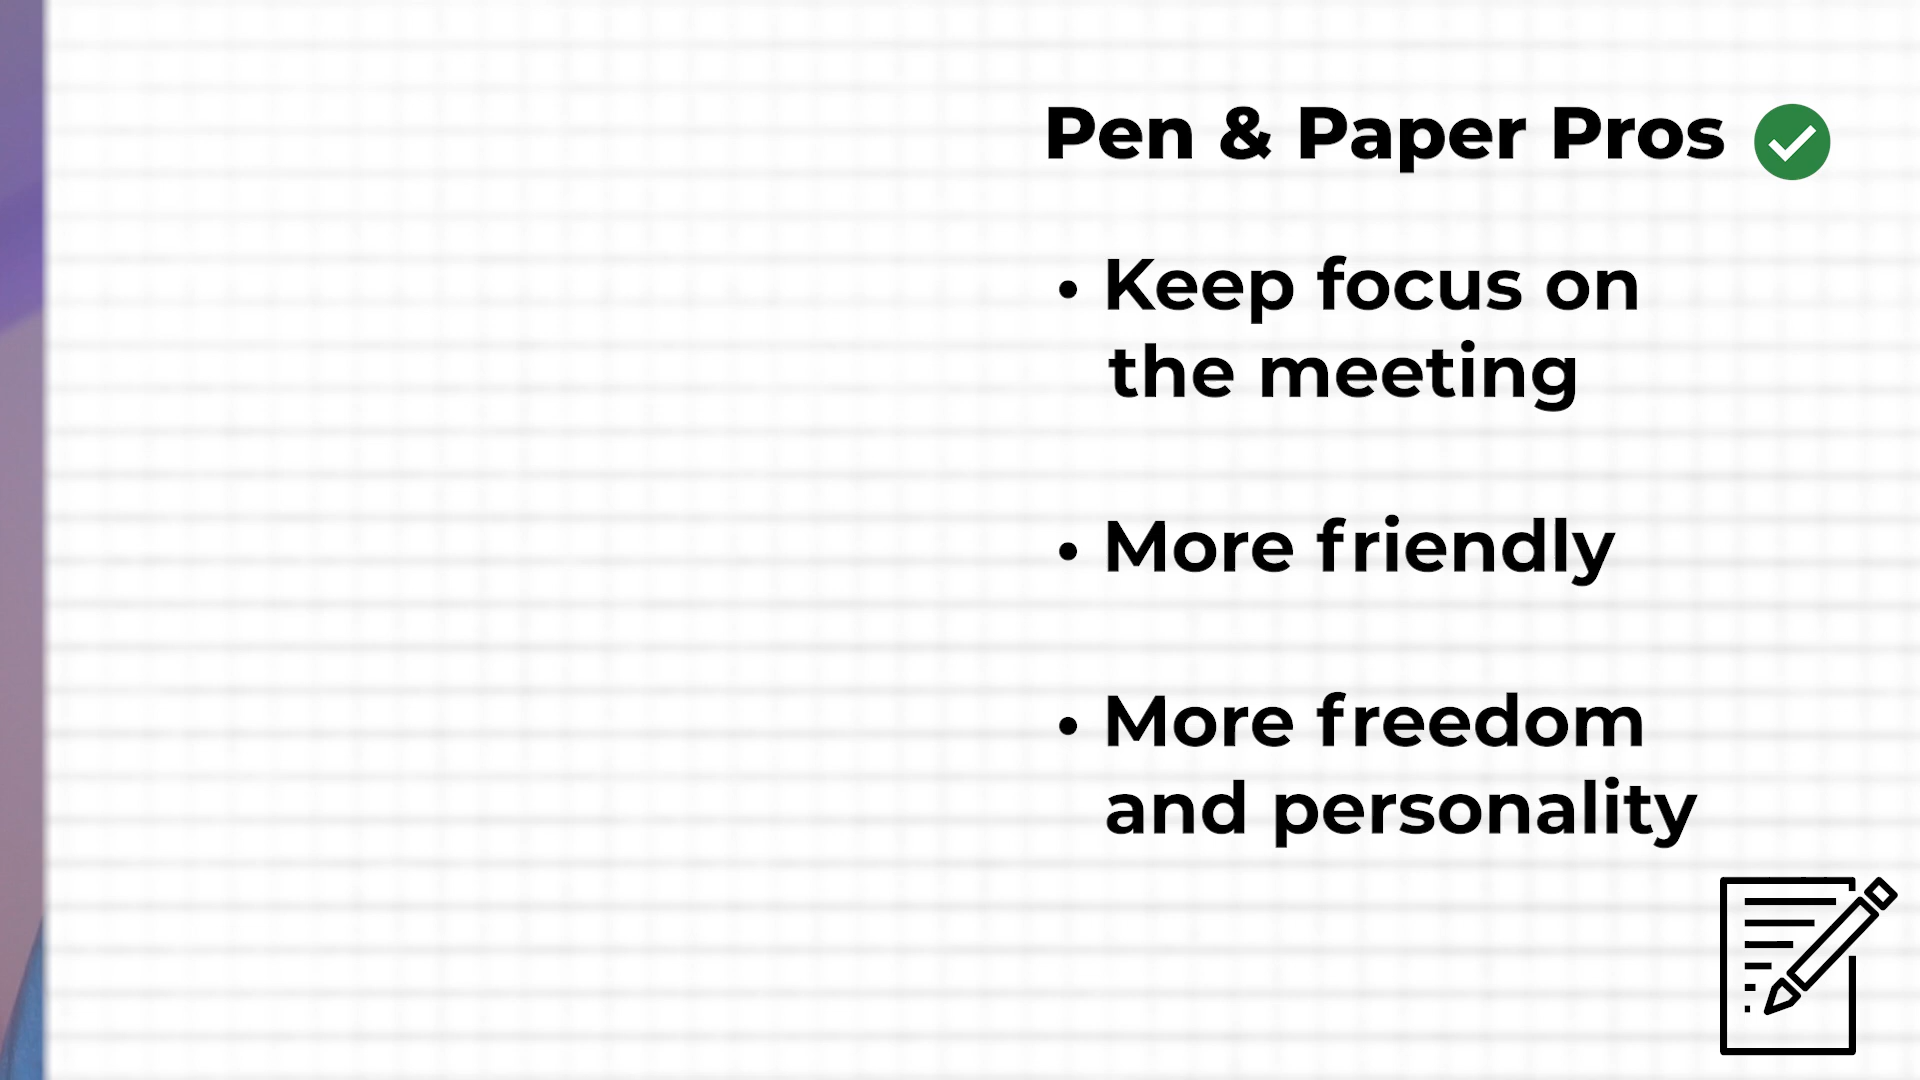 Pen & Paper Pros
• Keep focus on
the meeting
• More friendly
• More freedom
and personality